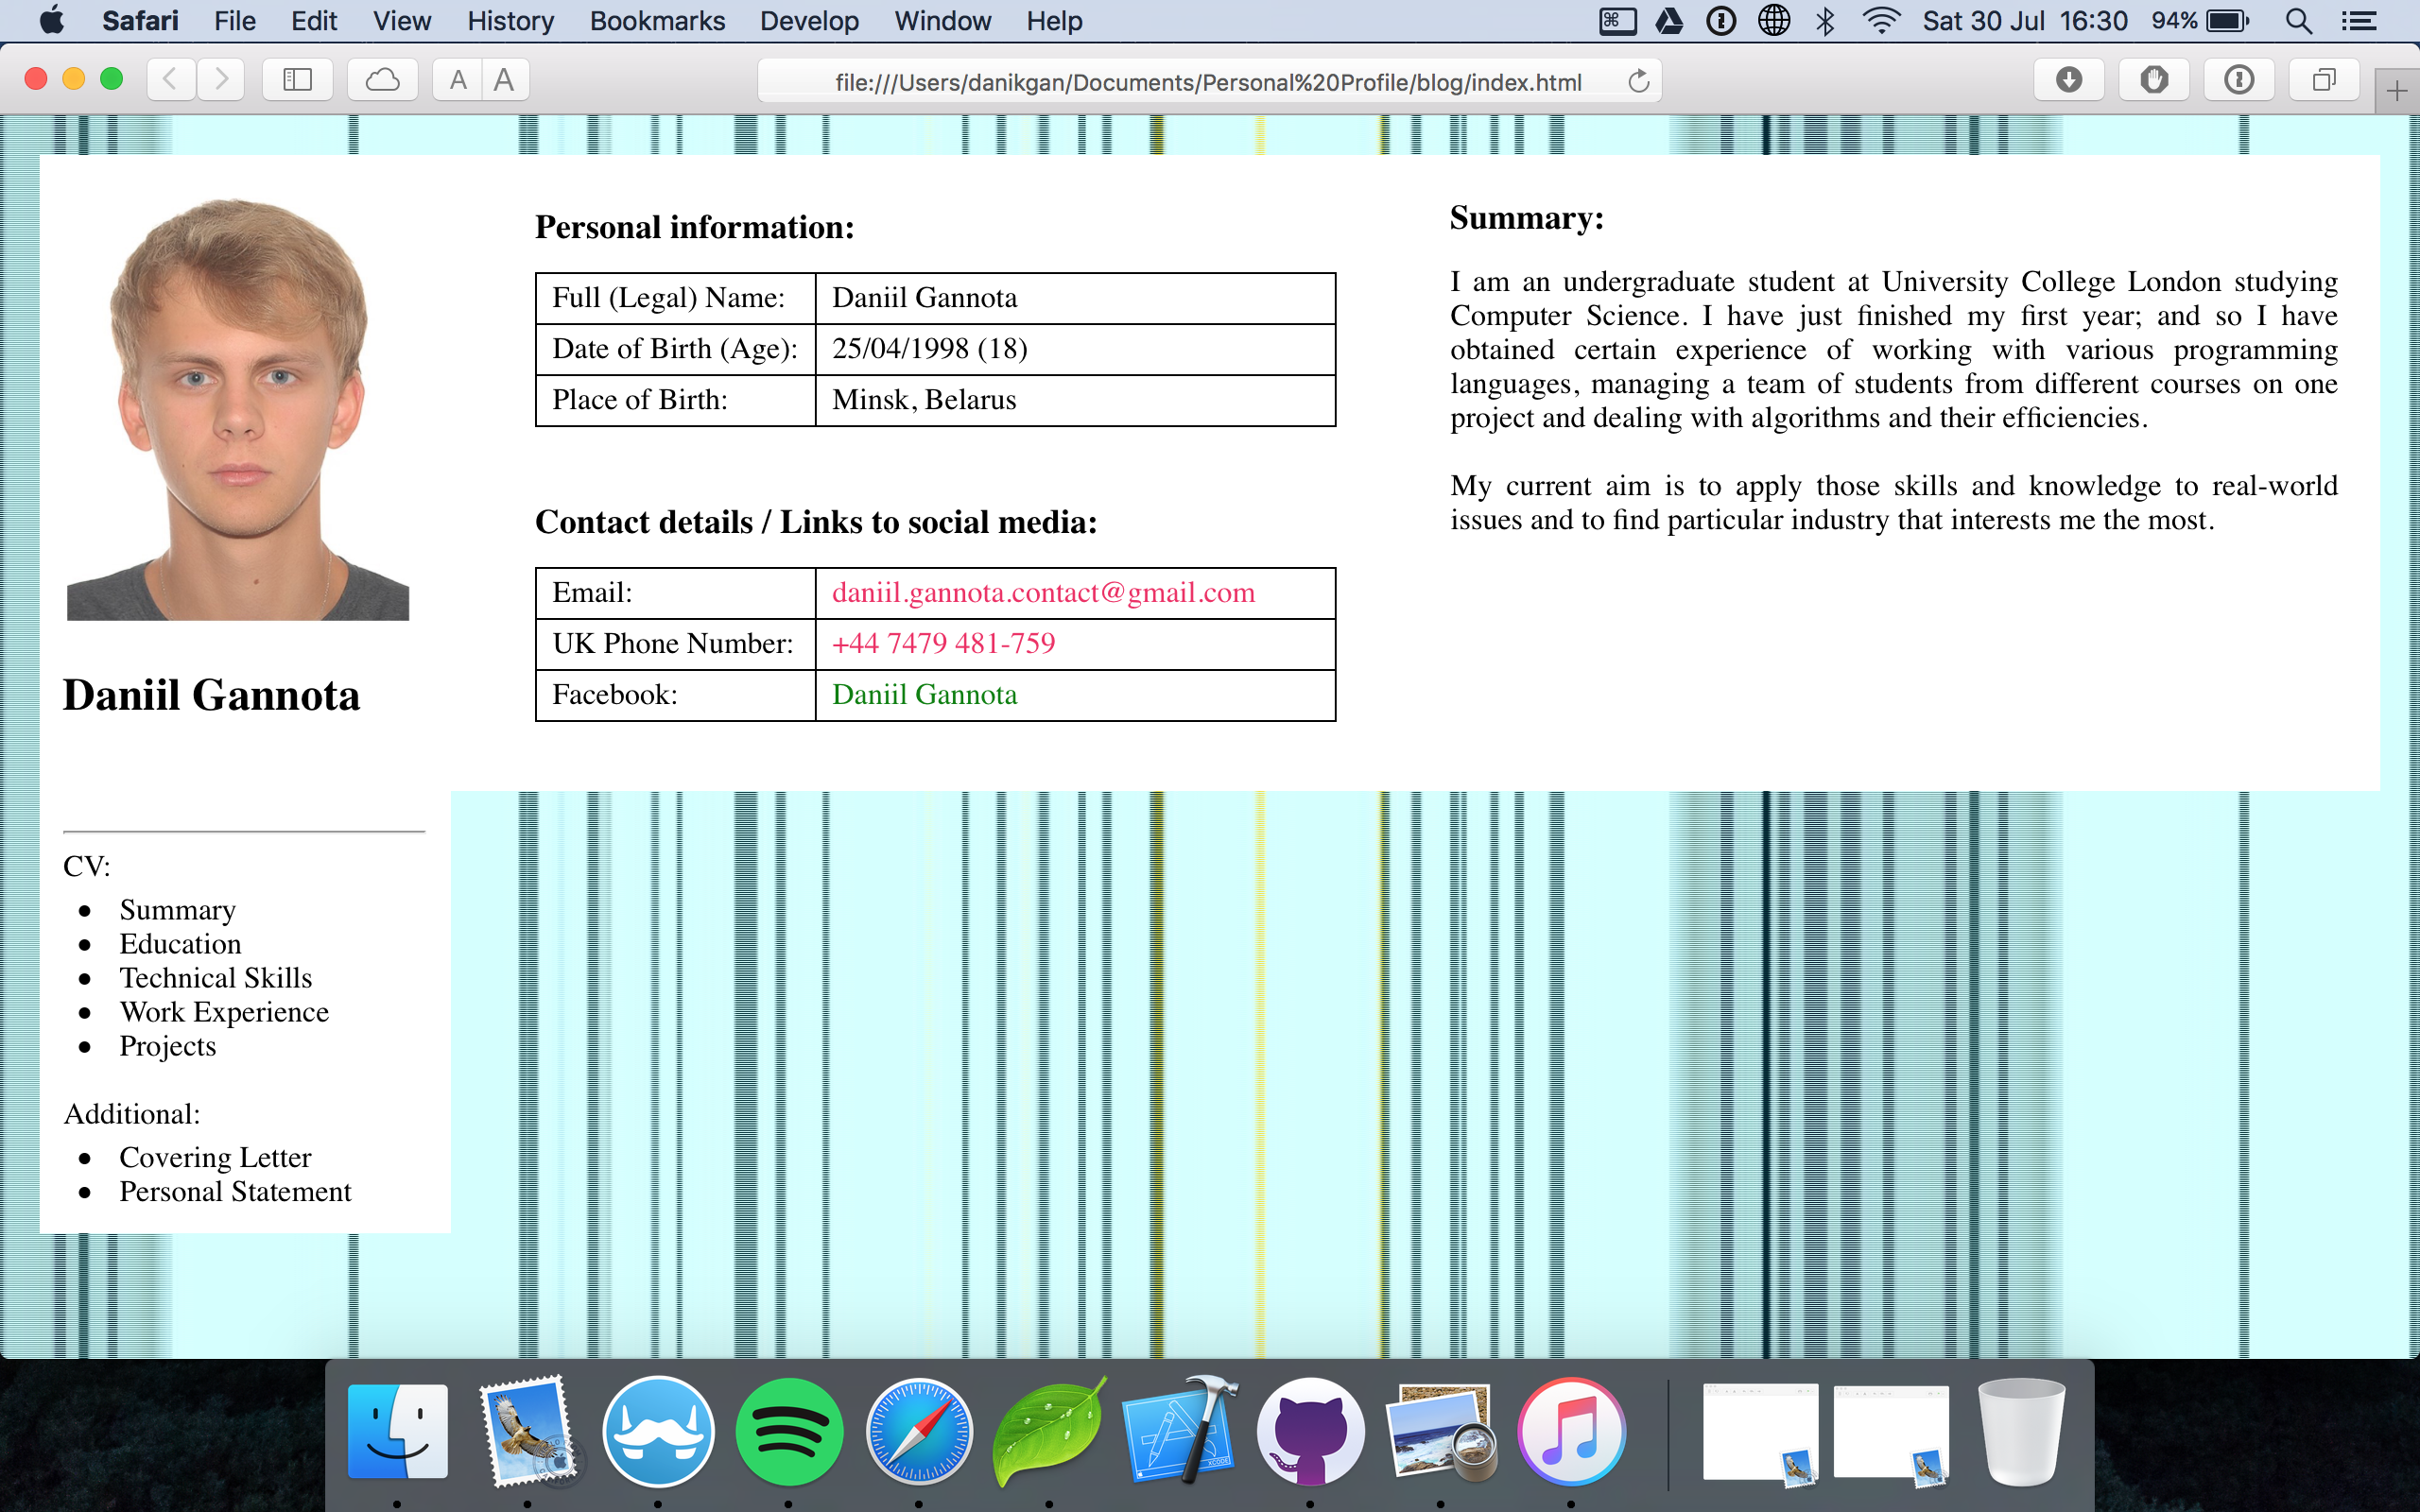 Safari File Edit View History Bookmarks Develop Window Help Sat 30 Jul 16:30 94%
A A file:///Users/danikgan/Documents/Personal%20Profile/blog/index.html
Personal information:
Full (Legal) Name: Daniil Gannota
Date of Birth (Age): 25/04/1998 (18)
Place of Birth: Minsk, Belarus
Contact details / Links to social media:
Email: daniil.gannota.contact@gmail.com
UK Phone Number: +44 7479 481-759
Facebook: Daniil Gannota
Summary:
I am an undergraduate student at University College London studying
Computer Science. I have just finished my first year; and so I have
obtained certain experience of working with various programming
languages, managing a team of students from different courses on one
project and dealing with algorithms and their efficiencies.
My current aim is to apply those skills and knowledge to real-world
issues and to find particular industry that interests me the most.
Daniil Gannota
CV:
Summary
Education
Technical Skills
Work Experience
Projects
Additional:
Covering Letter
Personal Statement
XCODE